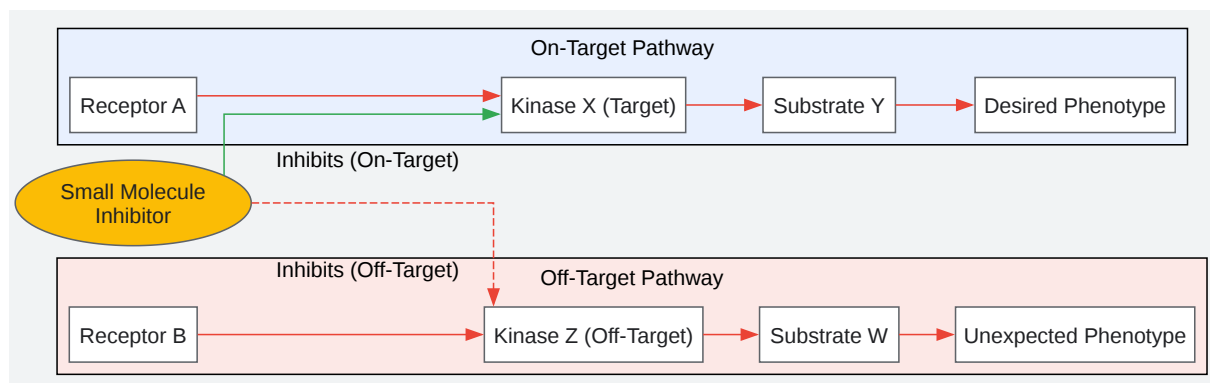 On-Target Pathway
Receptor A
Kinase X (Target)
Substrate Y
Desired Phenotype
Inhibits (On-Target)
Small Molecule
Inhibitor
Inhibits (Off-Target)
Off-Target Pathway
Receptor B
Kinase Z (Off-Target)
Substrate W
Unexpected Phenotype